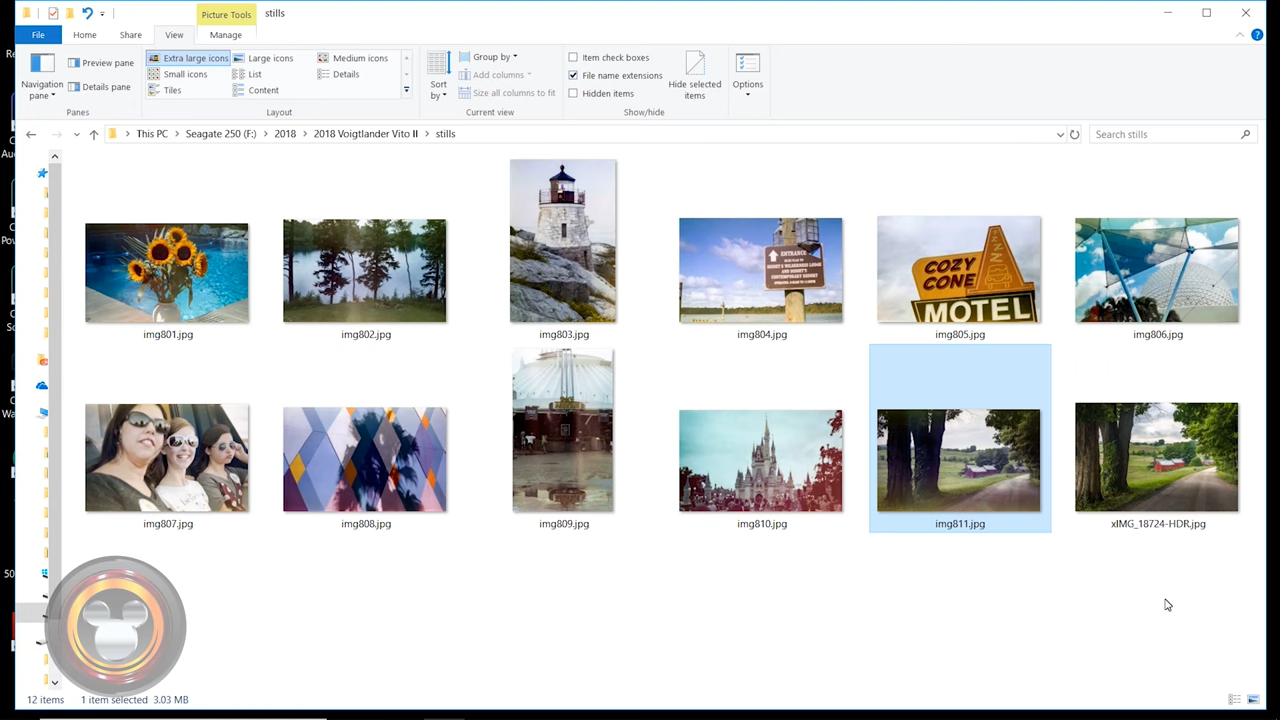 Picture Tools
stills
File
Home
Share
View
Manage
Navigation pane
Preview pane
Details pane
Panes
Extra large icons
Large icons
Medium icons
Small icons
List
Details
Tiles
Content
Layout
Sort by
Group by
Add columns
Size all columns to fit
Current view
Item check boxes
File name extensions
Hidden items
Hide selected items
Show/hide
Options
This PC > Seagate 250 (F:) > 2018 > 2018 Voigtlander Vito II > stills
Search stills
ENTRANCE
COZY
CONE
MOTEL
img801.jpg
img802.jpg
img803.jpg
img804.jpg
img805.jpg
img806.jpg
img807.jpg
img808.jpg
img809.jpg
img810.jpg
img811.jpg
xIMG_18724-HDR.jpg
12 items
1 item selected 3.03 MB